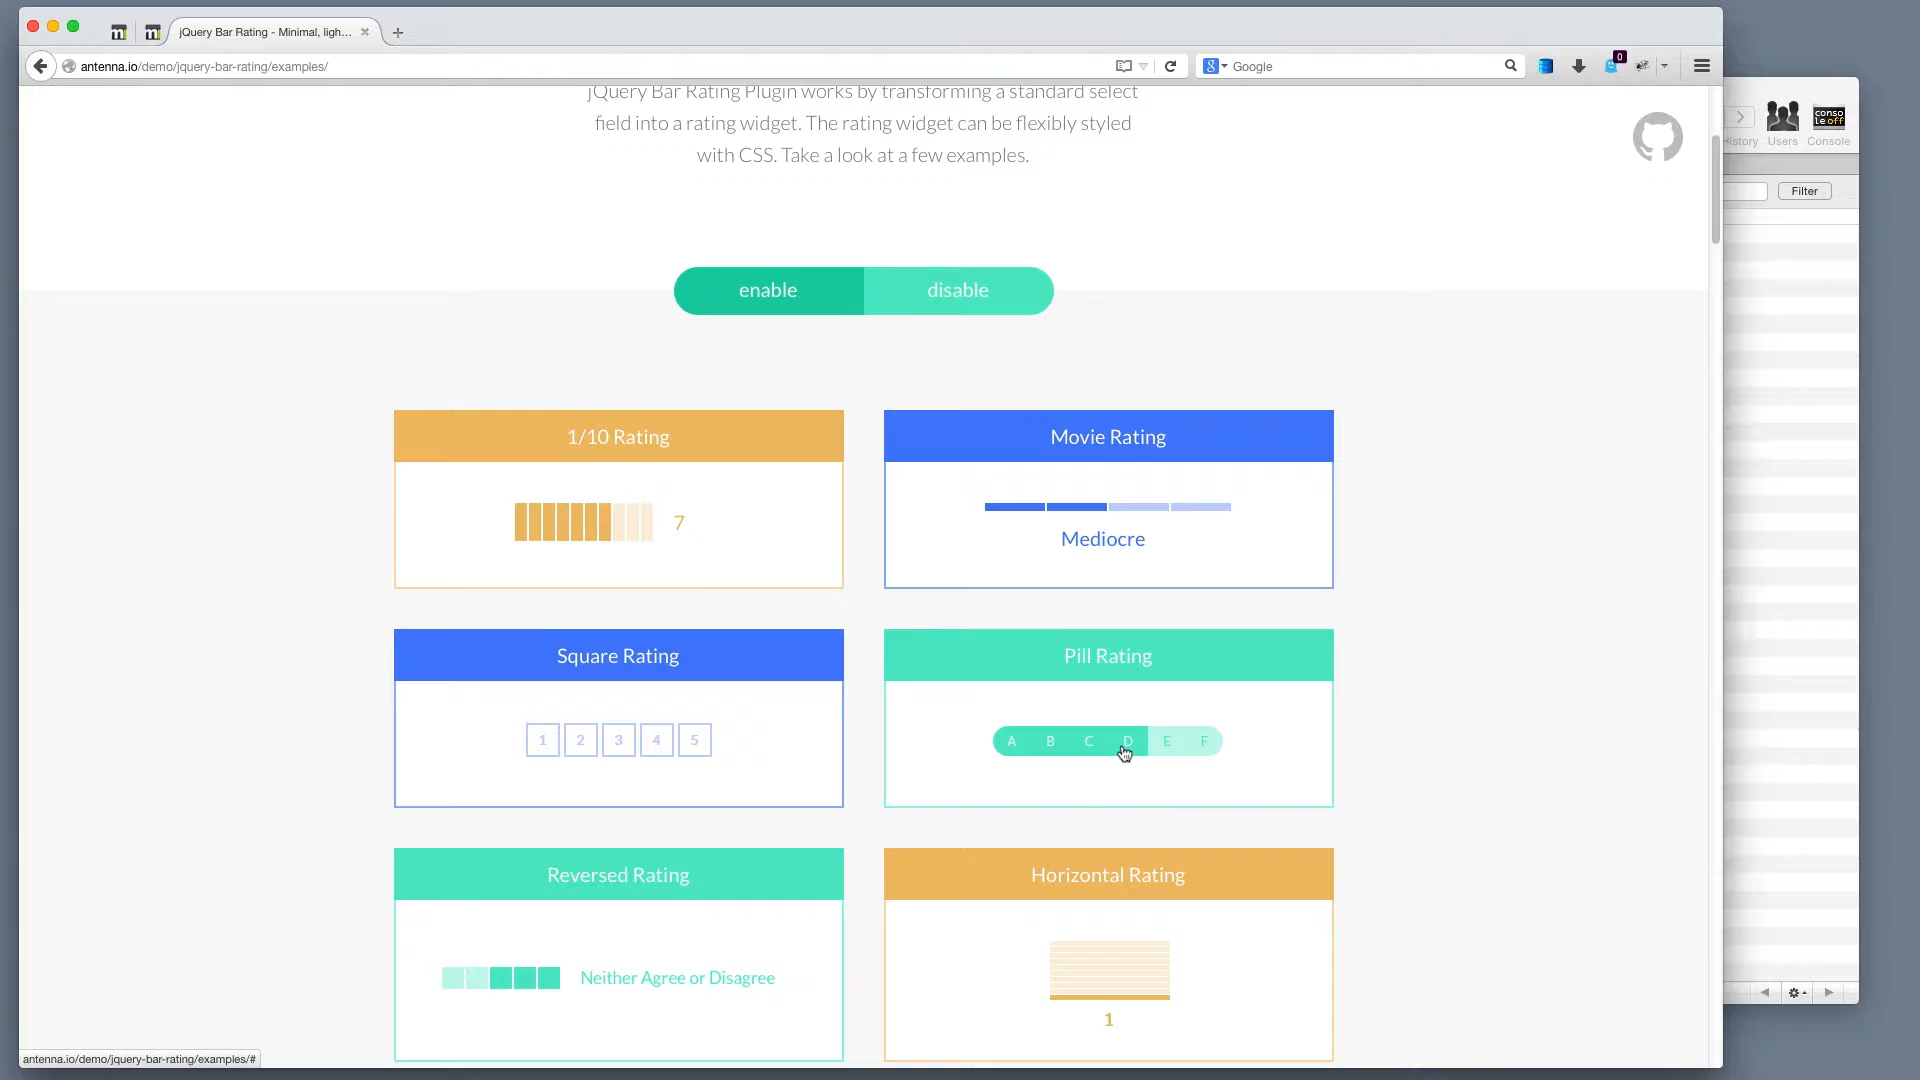 jQuery Bar Rating - Minimal, ligh...
antenna.io/demo/jquery-bar-rating/examples/
Google
0
jQuery Bar Rating Plugin works by transforming a standard select
field into a rating widget. The rating widget can be flexibly styled
with CSS. Take a look at a few examples.
conso
le off
History Users Console
Filter
enable
disable
1/10 Rating
7
Movie Rating
Mediocre
Square Rating
1 2 3 4 5
Pill Rating
A B C D E F
Reversed Rating
Neither Agree or Disagree
Horizontal Rating
1
antenna.io/demo/jquery-bar-rating/examples/#